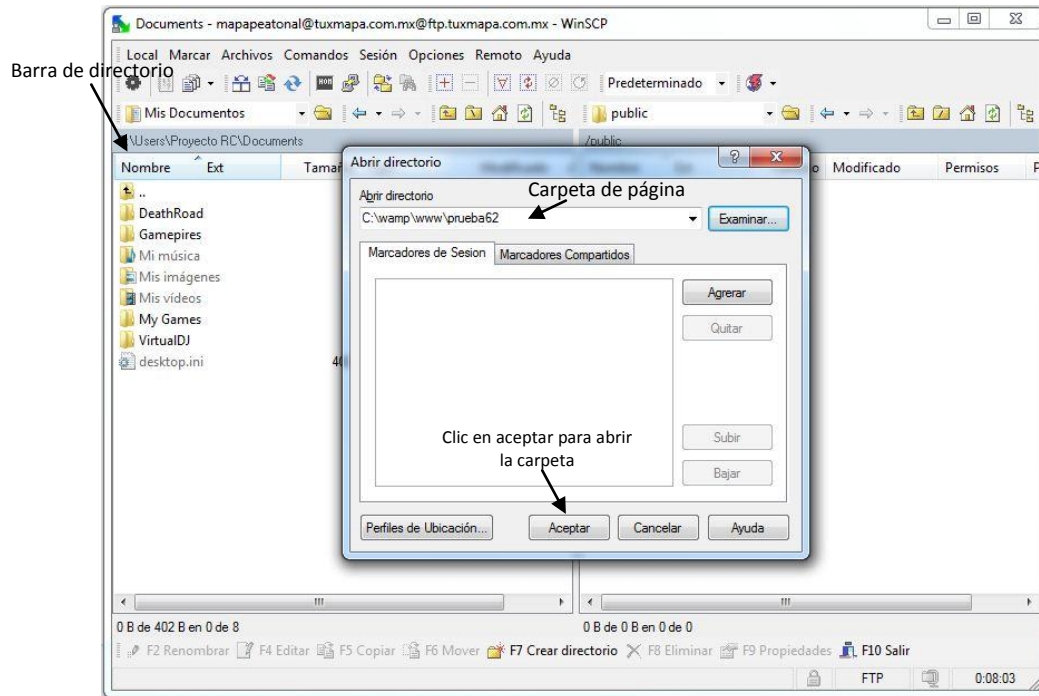 Documents - mapapeatonal@tuxmapa.com.mx@ftp.tuxmapa.com.mx - WinSCP
Local Marcar Archivos Comandos Sesión Opciones Remoto Ayuda
Barra de directorio
Predeterminado
Mis Documentos
public
\Users\Proyecto RC\Documents
/public
Nombre Ext Tamañ
Modificado Permisos P
..
DeathRoad
Gamepires
Mi música
Mis imágenes
Mis vídeos
My Games
VirtualDJ
desktop.ini 40
Abrir directorio
Abrir directorio
Carpeta de página
C:\wamp\www\prueba62
Examinar...
Marcadores de Sesion Marcadores Compartidos
Agrerar
Quitar
Clic en aceptar para abrir
la carpeta
Subir
Bajar
Perfiles de Ubicación... Aceptar Cancelar Ayuda
0 B de 402 B en 0 de 8
0 B de 0 B en 0 de 0
F2 Renombrar F4 Editar F5 Copiar F6 Mover F7 Crear directorio F8 Eliminar F9 Propiedades F10 Salir
FTP 0:08:03